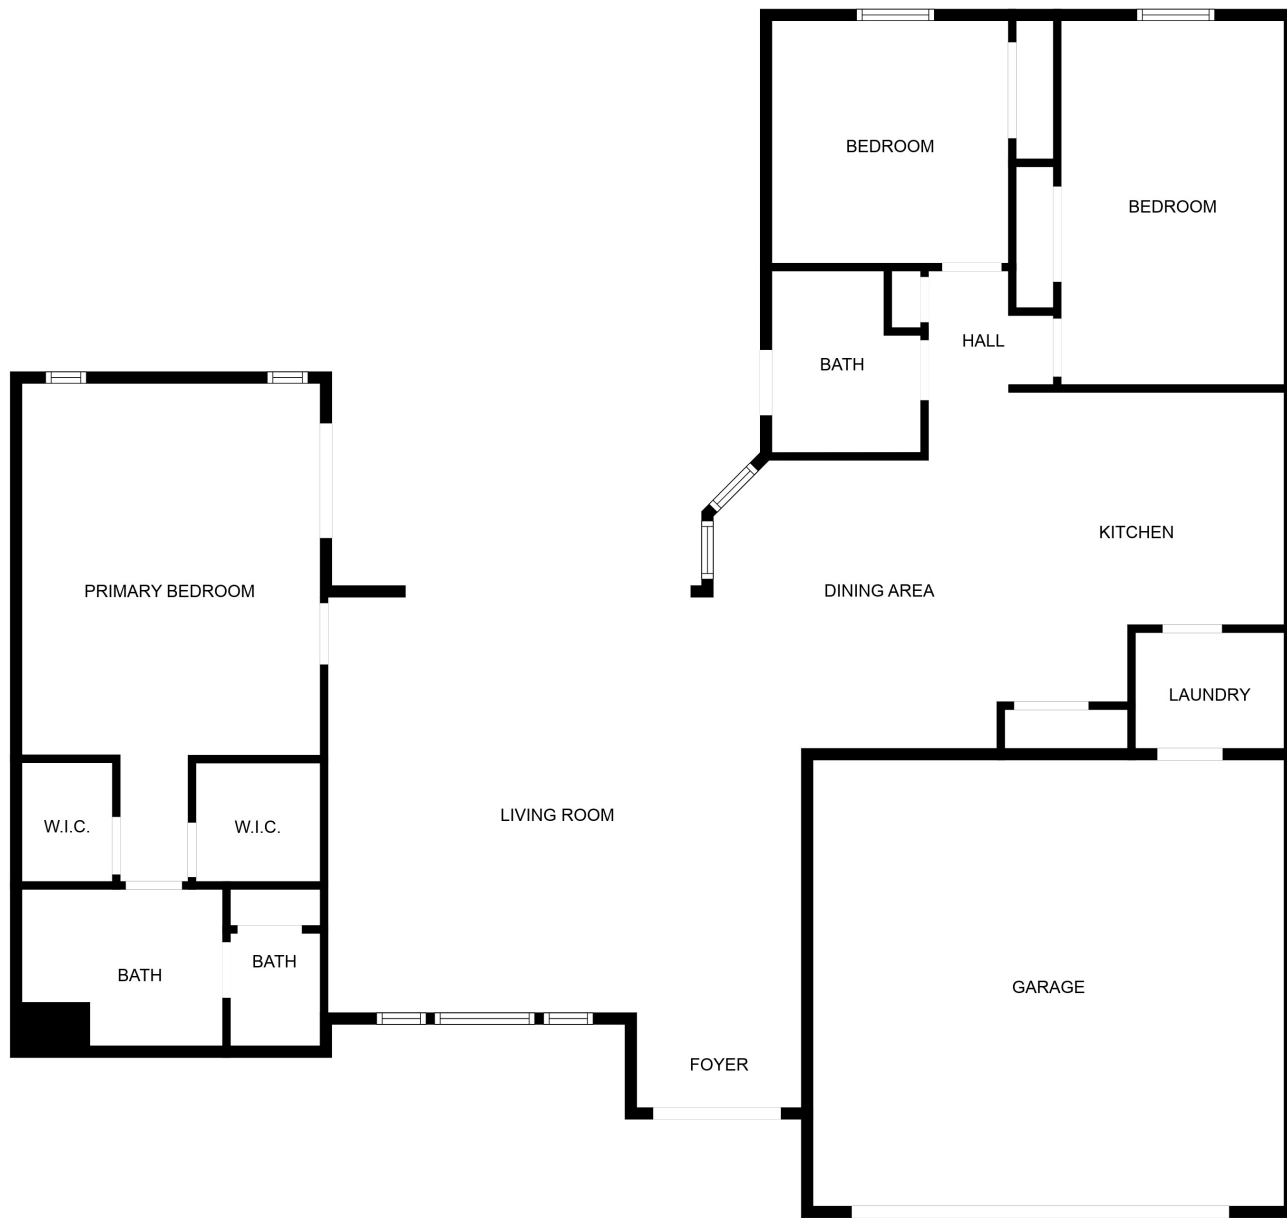 BEDROOM
BEDROOM
HALL
BATH
KITCHEN
PRIMARY BEDROOM
DINING AREA
LAUNDRY
LIVING ROOM
W.I.C.
W.I.C.
BATH
BATH
GARAGE
FOYER